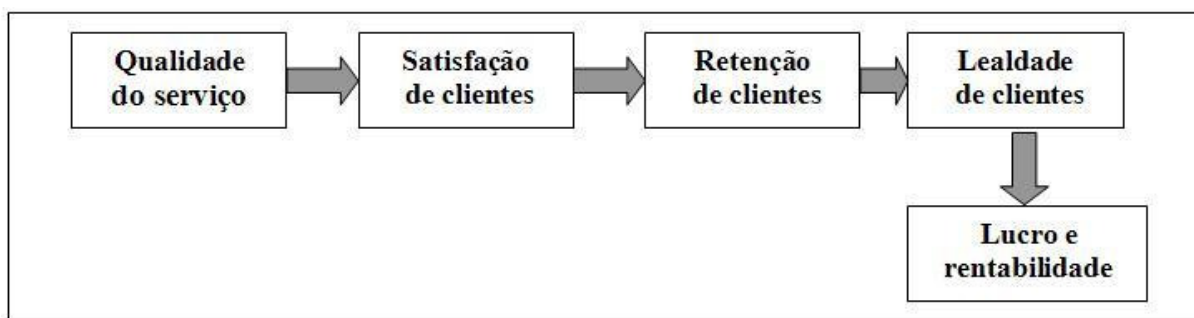 Qualidade
do serviço
Satisfação
de clientes
Retenção
de clientes
Lealdade
de clientes
Lucro e
rentabilidade